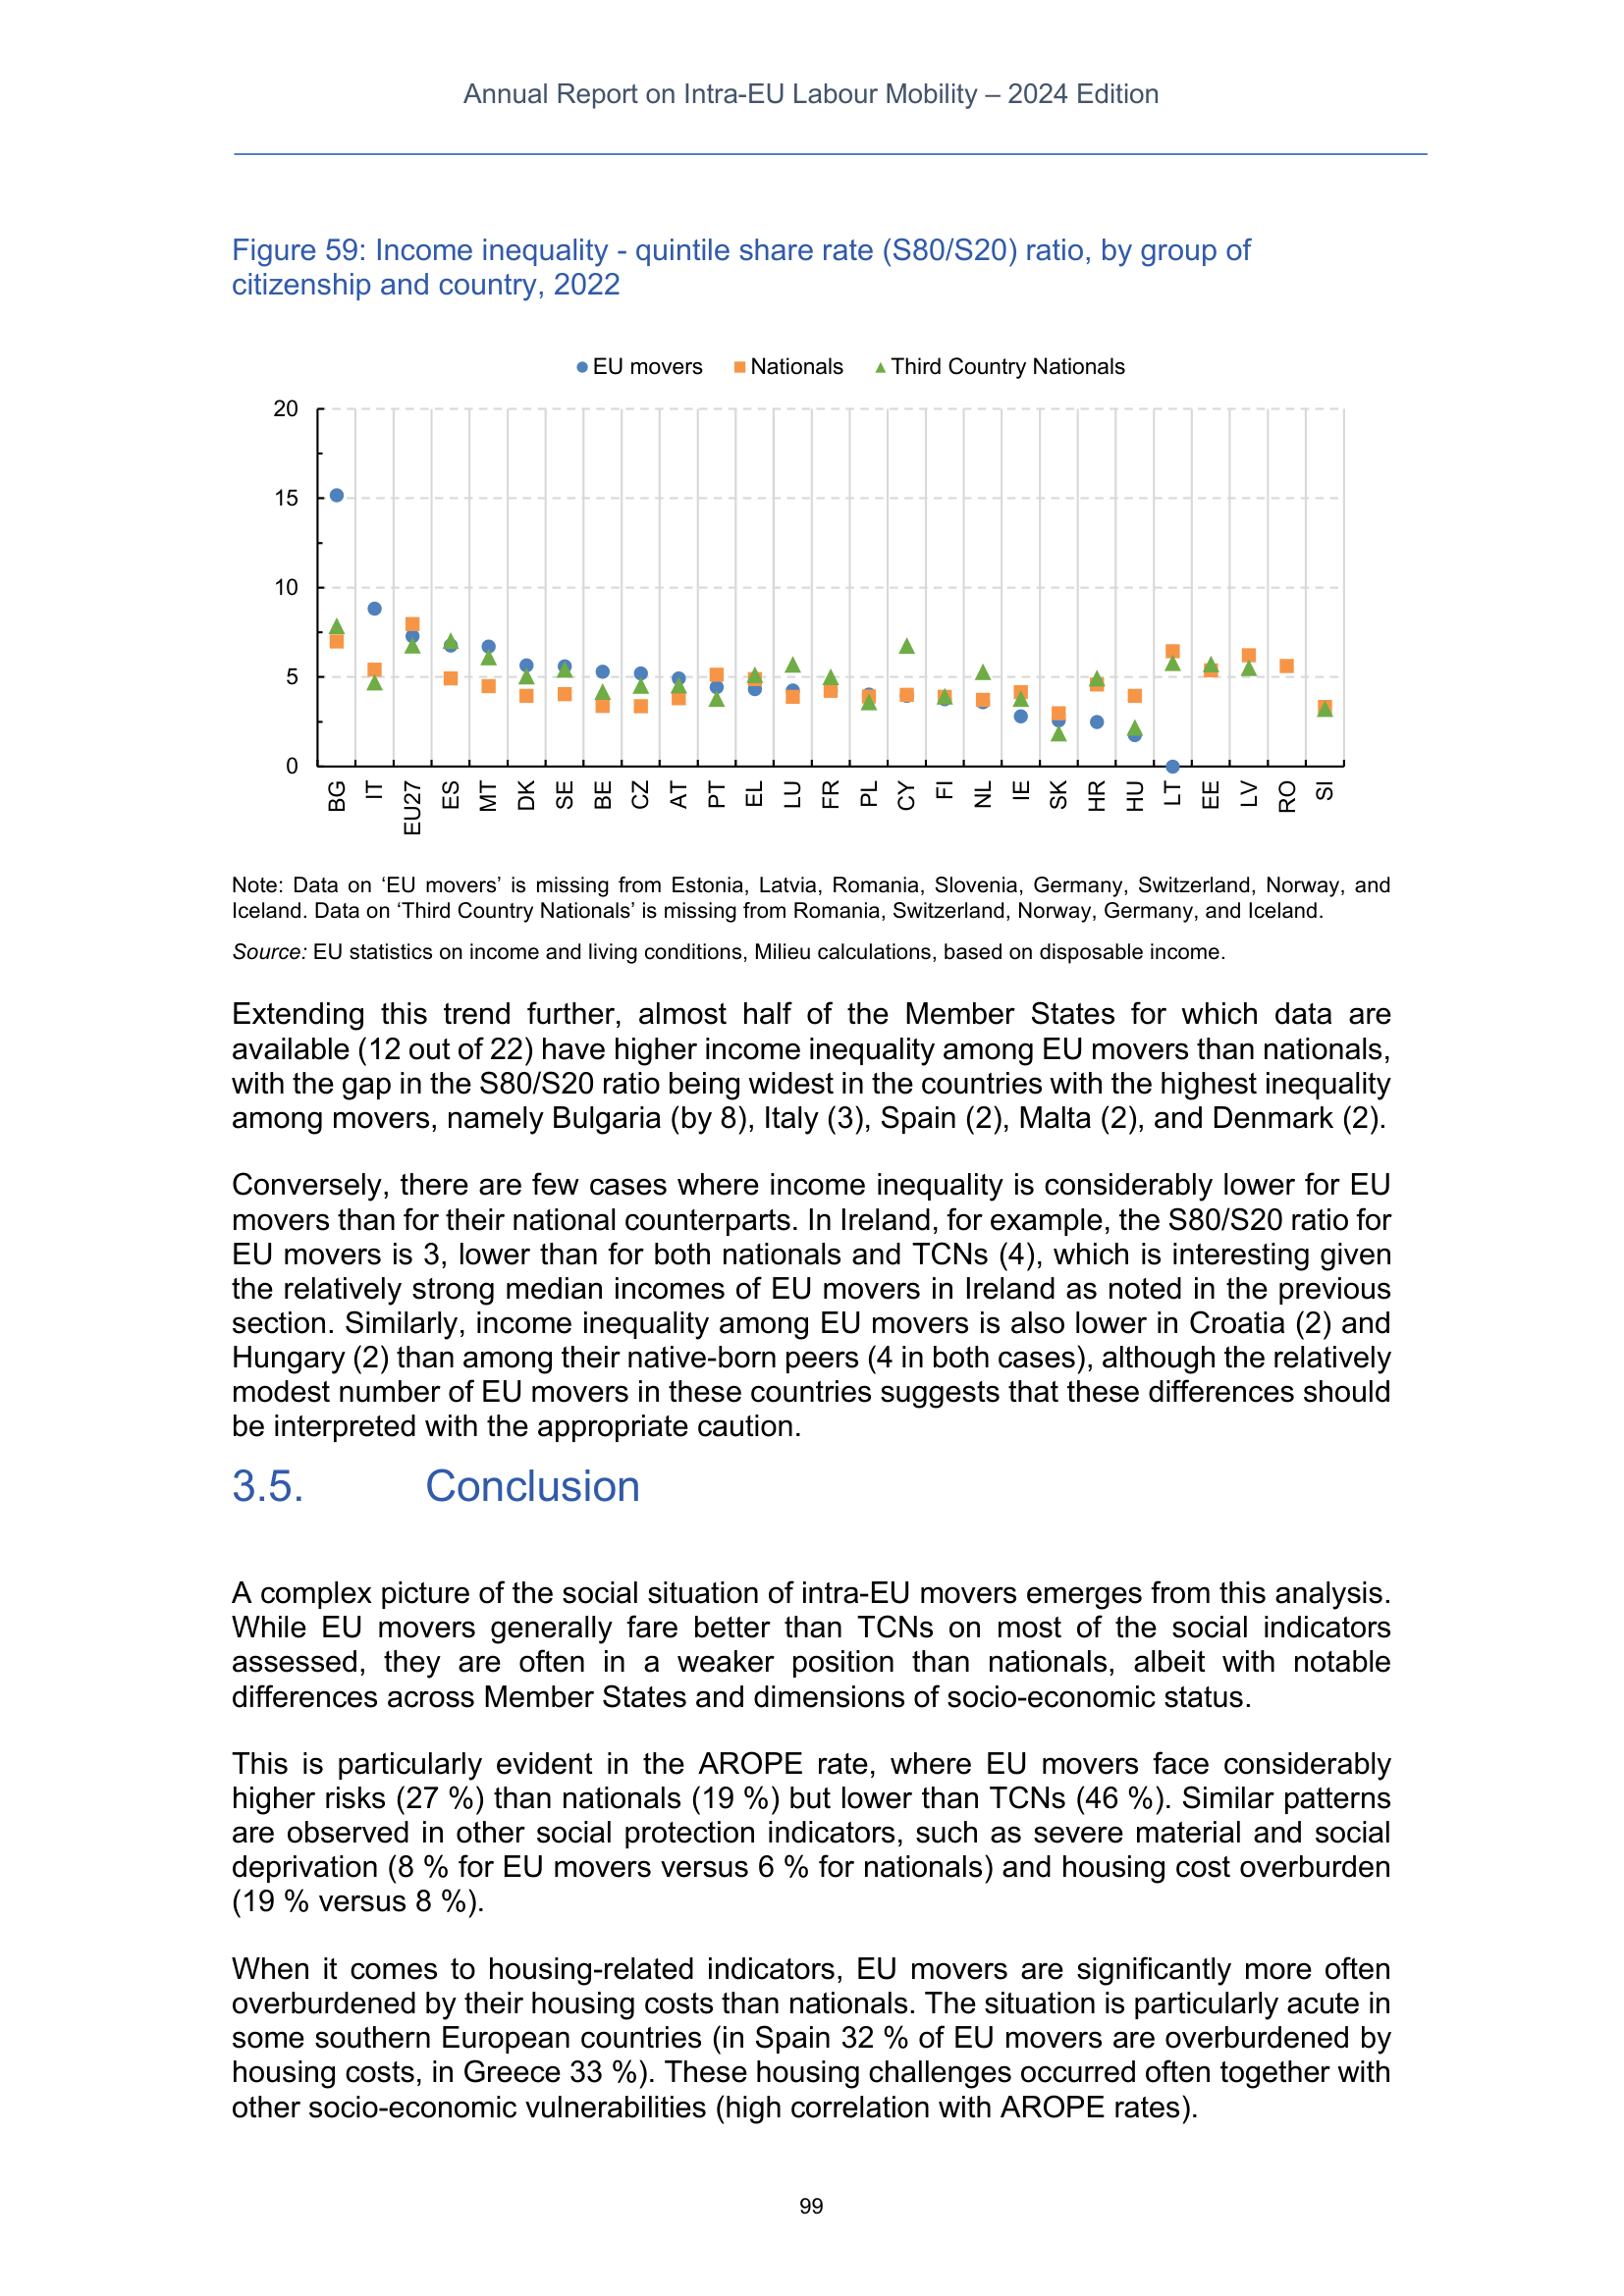 Annual Report on Intra-EU Labour Mobility – 2024 Edition
Figure 59: Income inequality - quintile share rate (S80/S20) ratio, by group of
citizenship and country, 2022
EU movers Nationals Third Country Nationals
20
15
10
5
0
BG IT EU27 ES MT DK SE BE CZ AT PT EL LU FR PL CY FI NL IE SK HR HU LT EE LV RO SI
Note: Data on ‘EU movers’ is missing from Estonia, Latvia, Romania, Slovenia, Germany, Switzerland, Norway, and
Iceland. Data on ‘Third Country Nationals’ is missing from Romania, Switzerland, Norway, Germany, and Iceland.
Source: EU statistics on income and living conditions, Milieu calculations, based on disposable income.
Extending this trend further, almost half of the Member States for which data are
available (12 out of 22) have higher income inequality among EU movers than nationals,
with the gap in the S80/S20 ratio being widest in the countries with the highest inequality
among movers, namely Bulgaria (by 8), Italy (3), Spain (2), Malta (2), and Denmark (2).
Conversely, there are few cases where income inequality is considerably lower for EU
movers than for their national counterparts. In Ireland, for example, the S80/S20 ratio for
EU movers is 3, lower than for both nationals and TCNs (4), which is interesting given
the relatively strong median incomes of EU movers in Ireland as noted in the previous
section. Similarly, income inequality among EU movers is also lower in Croatia (2) and
Hungary (2) than among their native-born peers (4 in both cases), although the relatively
modest number of EU movers in these countries suggests that these differences should
be interpreted with the appropriate caution.
3.5. Conclusion
A complex picture of the social situation of intra-EU movers emerges from this analysis.
While EU movers generally fare better than TCNs on most of the social indicators
assessed, they are often in a weaker position than nationals, albeit with notable
differences across Member States and dimensions of socio-economic status.
This is particularly evident in the AROPE rate, where EU movers face considerably
higher risks (27 %) than nationals (19 %) but lower than TCNs (46 %). Similar patterns
are observed in other social protection indicators, such as severe material and social
deprivation (8 % for EU movers versus 6 % for nationals) and housing cost overburden
(19 % versus 8 %).
When it comes to housing-related indicators, EU movers are significantly more often
overburdened by their housing costs than nationals. The situation is particularly acute in
some southern European countries (in Spain 32 % of EU movers are overburdened by
housing costs, in Greece 33 %). These housing challenges occurred often together with
other socio-economic vulnerabilities (high correlation with AROPE rates).
99